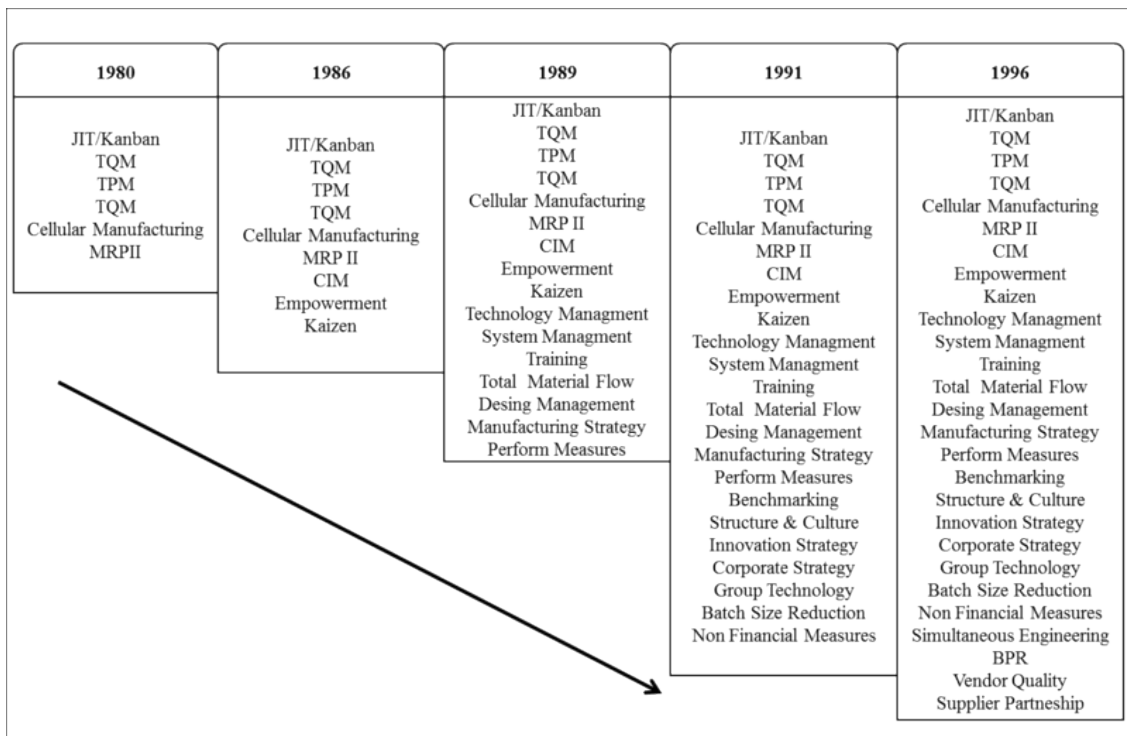 1980
JIT/Kanban
TQM
TPM
TQM
Cellular Manufacturing
MRPII
1986
JIT/Kanban
TQM
TPM
TQM
Cellular Manufacturing
MRP II
CIM
Empowerment
Kaizen
1989
JIT/Kanban
TQM
TPM
TQM
Cellular Manufacturing
MRP II
CIM
Empowerment
Kaizen
Technology Managment
System Managment
Training
Total Material Flow
Desing Management
Manufacturing Strategy
Perform Measures
1991
JIT/Kanban
TQM
TPM
TQM
Cellular Manufacturing
MRP II
CIM
Empowerment
Kaizen
Technology Managment
System Managment
Training
Total Material Flow
Desing Management
Manufacturing Strategy
Perform Measures
Benchmarking
Structure & Culture
Innovation Strategy
Corporate Strategy
Group Technology
Batch Size Reduction
Non Financial Measures
1996
JIT/Kanban
TQM
TPM
TQM
Cellular Manufacturing
MRP II
CIM
Empowerment
Kaizen
Technology Managment
System Managment
Training
Total Material Flow
Desing Management
Manufacturing Strategy
Perform Measures
Benchmarking
Structure & Culture
Innovation Strategy
Corporate Strategy
Group Technology
Batch Size Reduction
Non Financial Measures
Simultaneous Engineering
BPR
Vendor Quality
Supplier Partneship